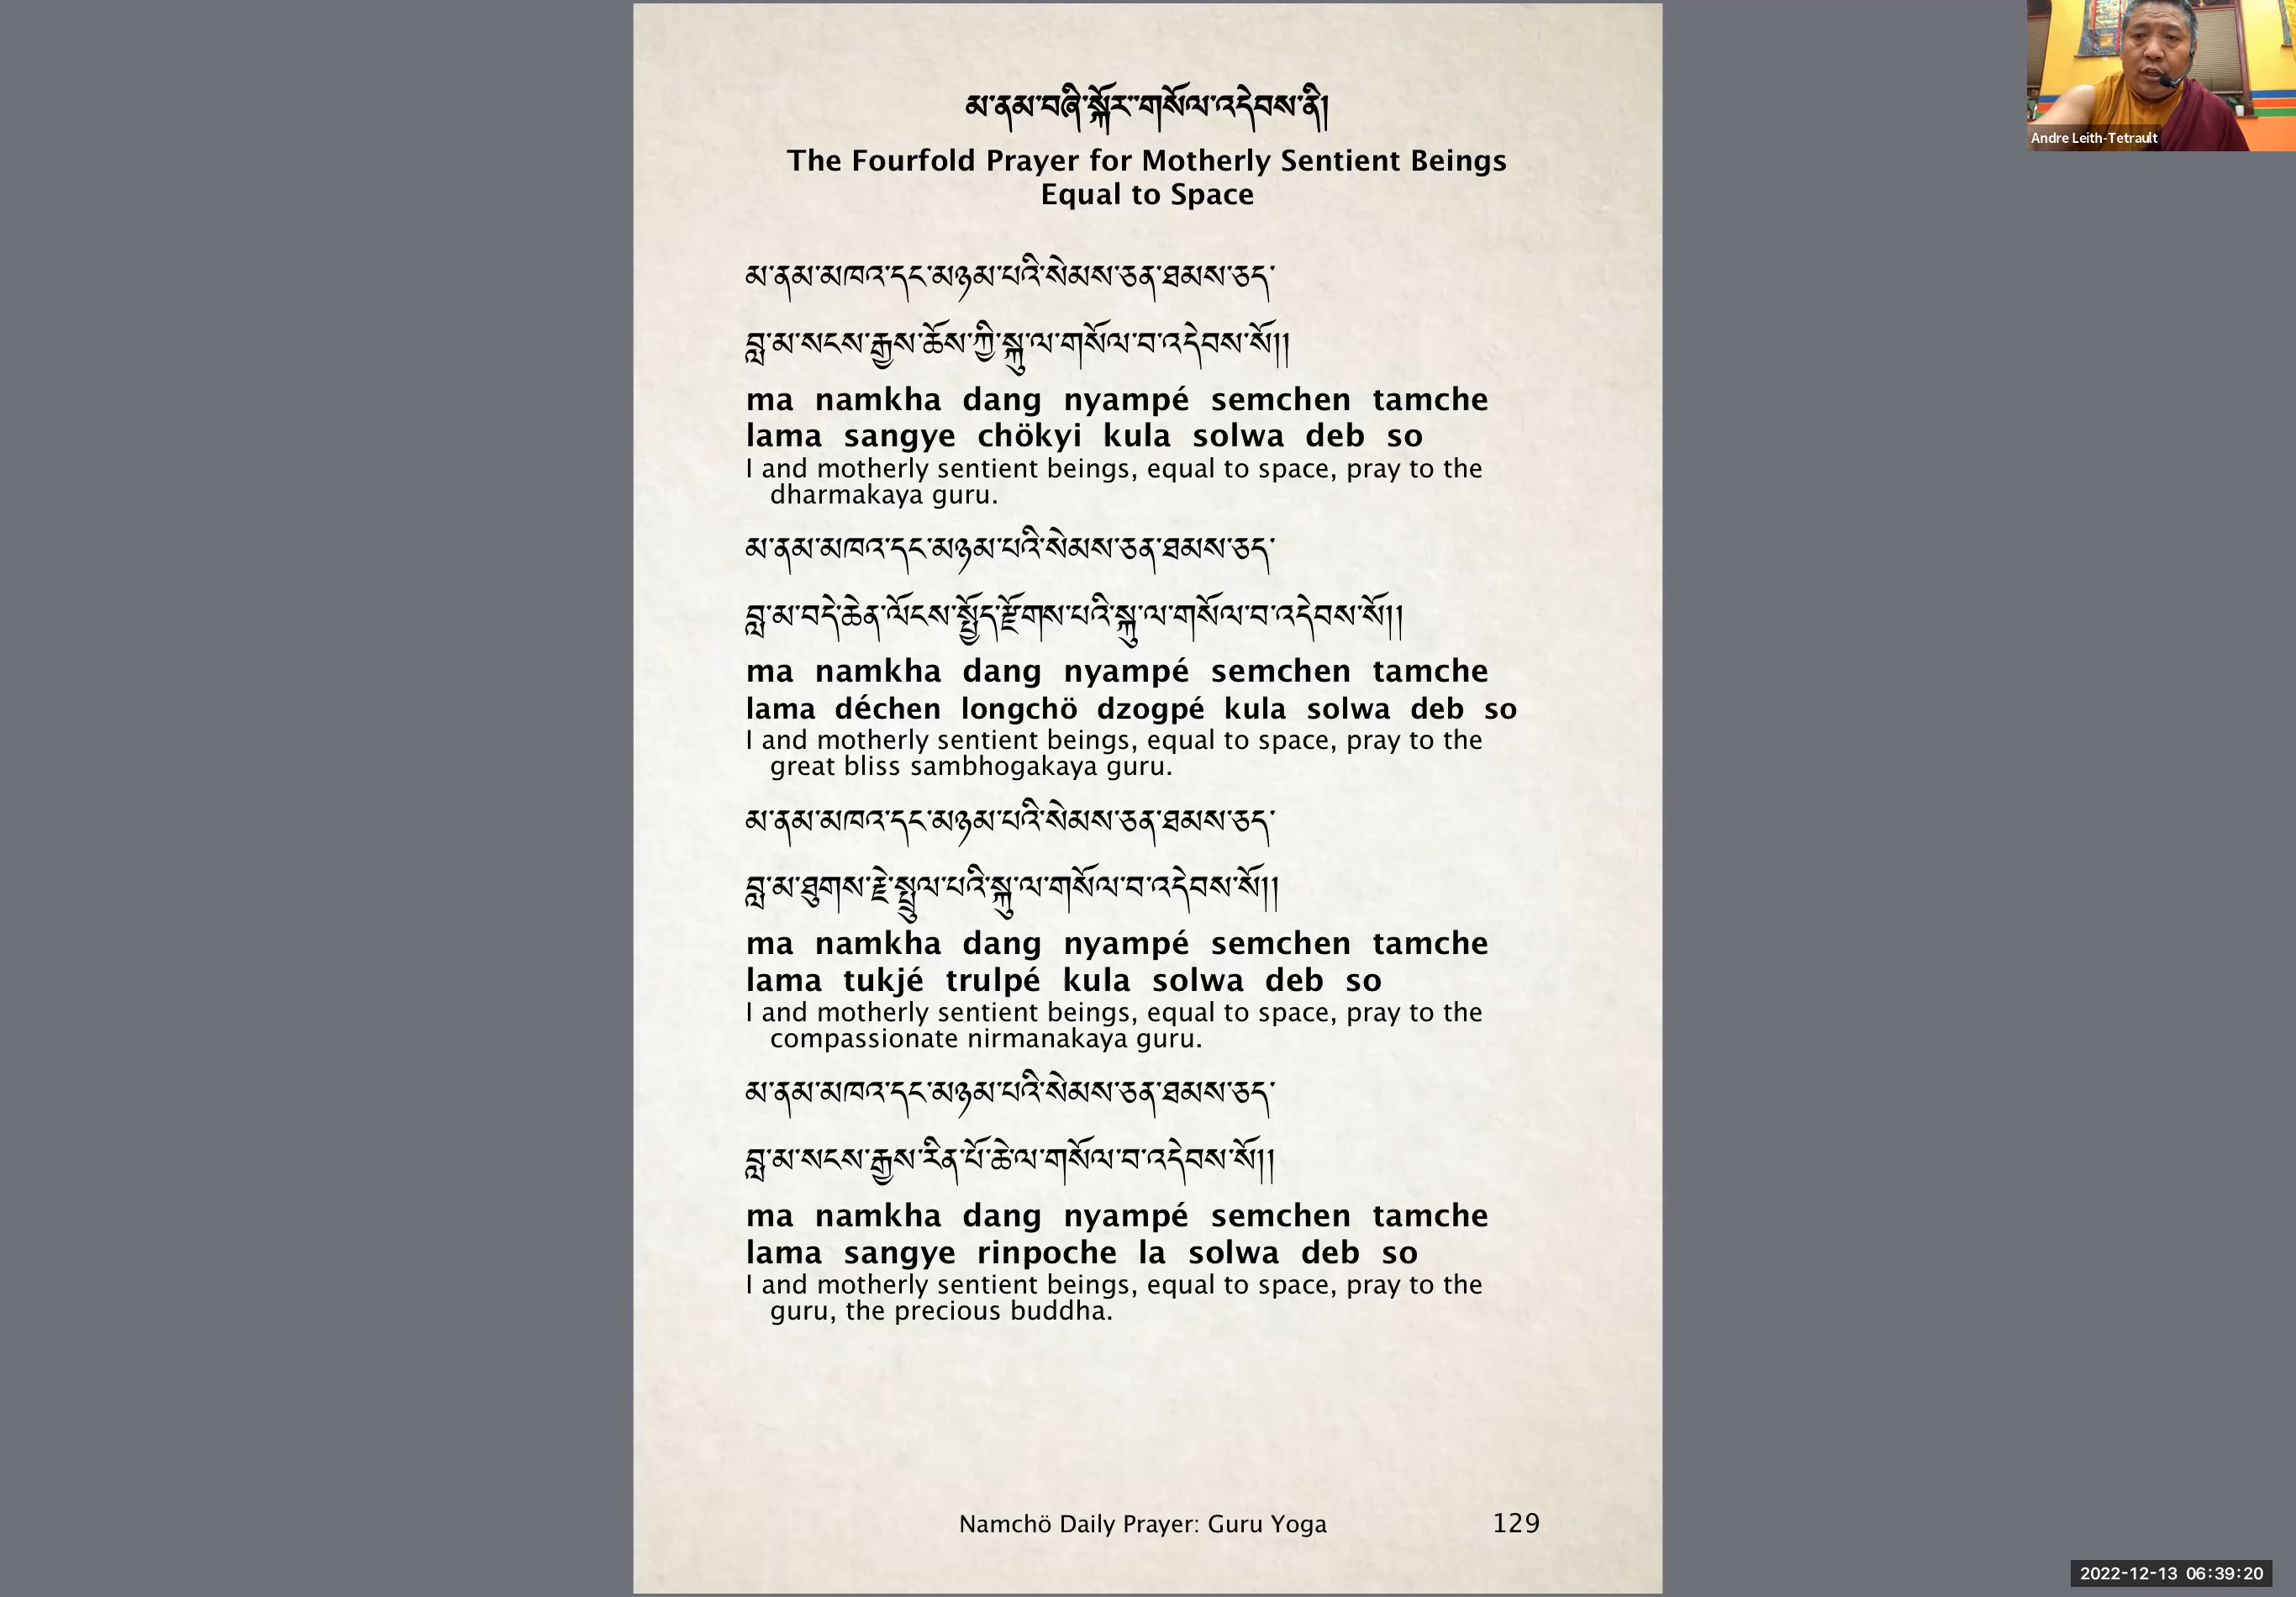 མ་ནམ་བཞི་སྐོར་གསོལ་འདེབས་ནི།
The Fourfold Prayer for Motherly Sentient Beings
Equal to Space
མ་ནམ་མཁའ་དང་མཉམ་པའི་སེམས་ཅན་ཐམས་ཅད་
བླ་མ་སངས་རྒྱས་ཆོས་ཀྱི་སྐུ་ལ་གསོལ་བ་འདེབས་སོ།།
ma namkha dang nyampé semchen tamche
lama sangye chökyi kula solwa deb so
I and motherly sentient beings, equal to space, pray to the
dharmakaya guru.
མ་ནམ་མཁའ་དང་མཉམ་པའི་སེམས་ཅན་ཐམས་ཅད་
བླ་མ་བདེ་ཆེན་ལོངས་སྤྱོད་རྫོགས་པའི་སྐུ་ལ་གསོལ་བ་འདེབས་སོ།།
ma namkha dang nyampé semchen tamche
lama déchen longchö dzogpé kula solwa deb so
I and motherly sentient beings, equal to space, pray to the
great bliss sambhogakaya guru.
མ་ནམ་མཁའ་དང་མཉམ་པའི་སེམས་ཅན་ཐམས་ཅད་
བླ་མ་ཐུགས་རྗེ་སྤྲུལ་པའི་སྐུ་ལ་གསོལ་བ་འདེབས་སོ།།
ma namkha dang nyampé semchen tamche
lama tukjé trulpé kula solwa deb so
I and motherly sentient beings, equal to space, pray to the
compassionate nirmanakaya guru.
མ་ནམ་མཁའ་དང་མཉམ་པའི་སེམས་ཅན་ཐམས་ཅད་
བླ་མ་སངས་རྒྱས་རིན་པོ་ཆེ་ལ་གསོལ་བ་འདེབས་སོ།།
ma namkha dang nyampé semchen tamche
lama sangye rinpoche la solwa deb so
I and motherly sentient beings, equal to space, pray to the
guru, the precious buddha.
Namchö Daily Prayer: Guru Yoga 129
Andre Leith-Tetrault
2022-12-13 06:39:20